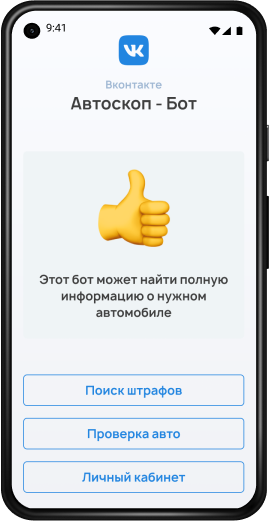 9:41
Вконтакте
Автоскоп - Бот
Этот бот может найти полную
информацию о нужном
автомобиле
Поиск штрафов
Проверка авто
Личный кабинет